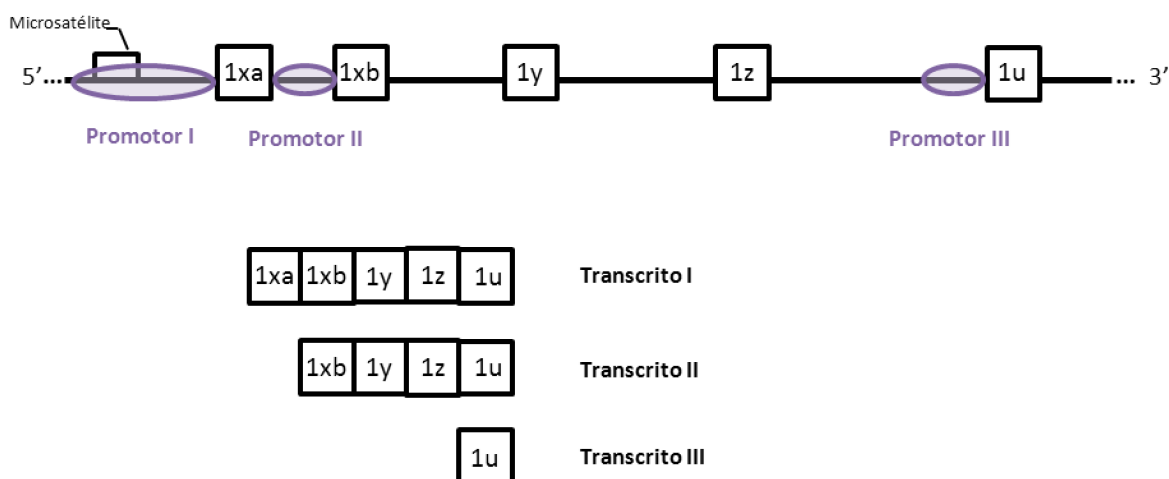 Microsatélite
5’... 1xa 1xb 1y 1z 1u ... 3’
Promotor I Promotor II Promotor III
1xa 1xb 1y 1z 1u Transcrito I
1xb 1y 1z 1u Transcrito II
1u Transcrito III